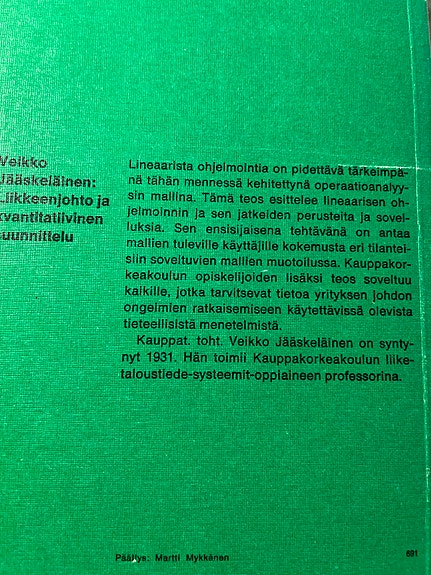 Veikko
Jääskeläinen:
Liikkeenjohto ja
kvantitatiivinen
suunnittelu
Lineaarista ohjelmointia on pidettävä tärkeimpä-
nä tähän mennessä kehitettynä operaatioanalyy-
sin mallina. Tämä teos esittelee lineaarisen oh-
jelmoinnin ja sen jatkeiden perusteita ja sovel-
luksia. Sen ensisijaisena tehtävänä on antaa
mallien tuleville käyttäjille kokemusta eri tilantei-
siin soveltuvien mallien muotoilussa. Kauppakor-
keakoulun opiskelijoiden lisäksi teos soveltuu
kaikille, jotka tarvitsevat tietoa yrityksen johdon
ongelmien ratkaisemiseen käytettävissä olevista
tieteellisistä menetelmistä.
Kauppat. toht. Veikko Jääskeläinen on synty-
nyt 1931. Hän toimii Kauppakorkeakoulun liike-
taloustiede-systeemit-oppiaineen professorina.
Päällys: Martti Mykkänen
691